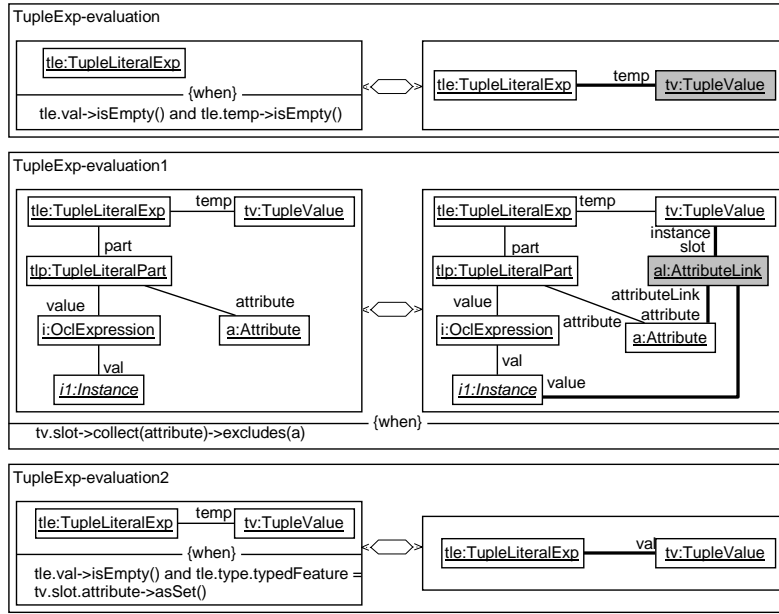 TupleExp-evaluation
tle:TupleLiteralExp
{when}
tle.val->isEmpty() and tle.temp->isEmpty()
tle:TupleLiteralExp
temp
tv:TupleValue
TupleExp-evaluation1
tle:TupleLiteralExp
temp
tv:TupleValue
part
tlp:TupleLiteralPart
value
attribute
i:OclExpression
a:Attribute
val
i1:Instance
tle:TupleLiteralExp
temp
tv:TupleValue
instance
slot
part
tlp:TupleLiteralPart
al:AttributeLink
value
attributeLink
attribute
i:OclExpression
attribute
a:Attribute
val
i1:Instance
value
{when}
tv.slot->collect(attribute)->excludes(a)
TupleExp-evaluation2
tle:TupleLiteralExp
temp
tv:TupleValue
{when}
tle.val->isEmpty() and tle.type.typedFeature =
tv.slot.attribute->asSet()
tle:TupleLiteralExp
val
tv:TupleValue